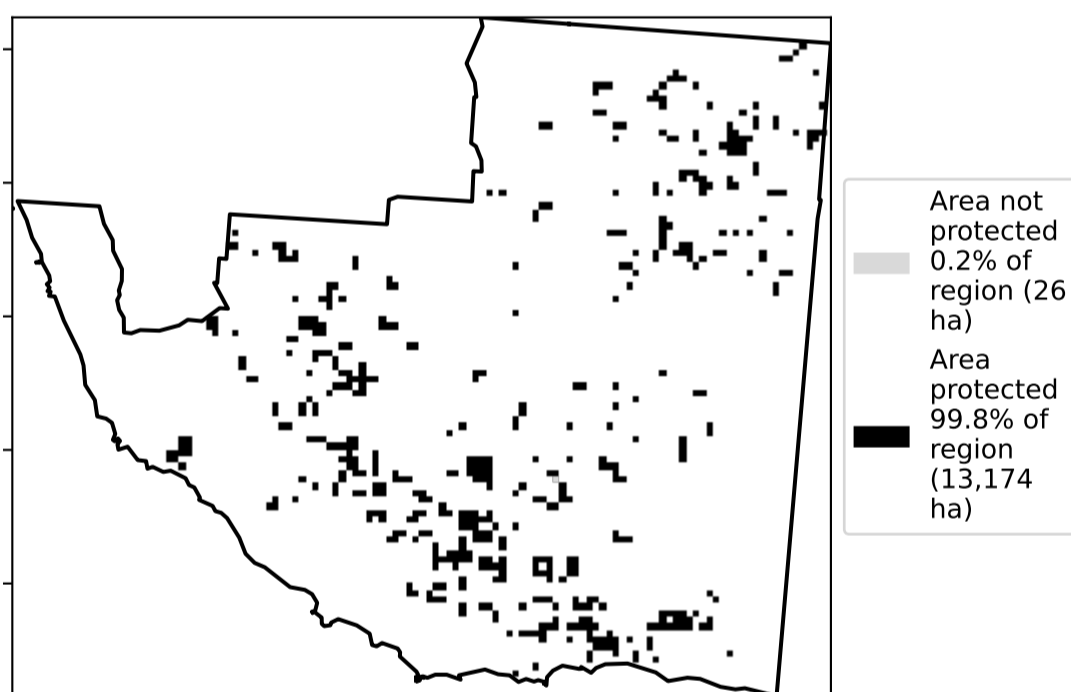 Area not
protected
0.2% of
region (26
ha)
Area
protected
99.8% of
region
(13,174
ha)